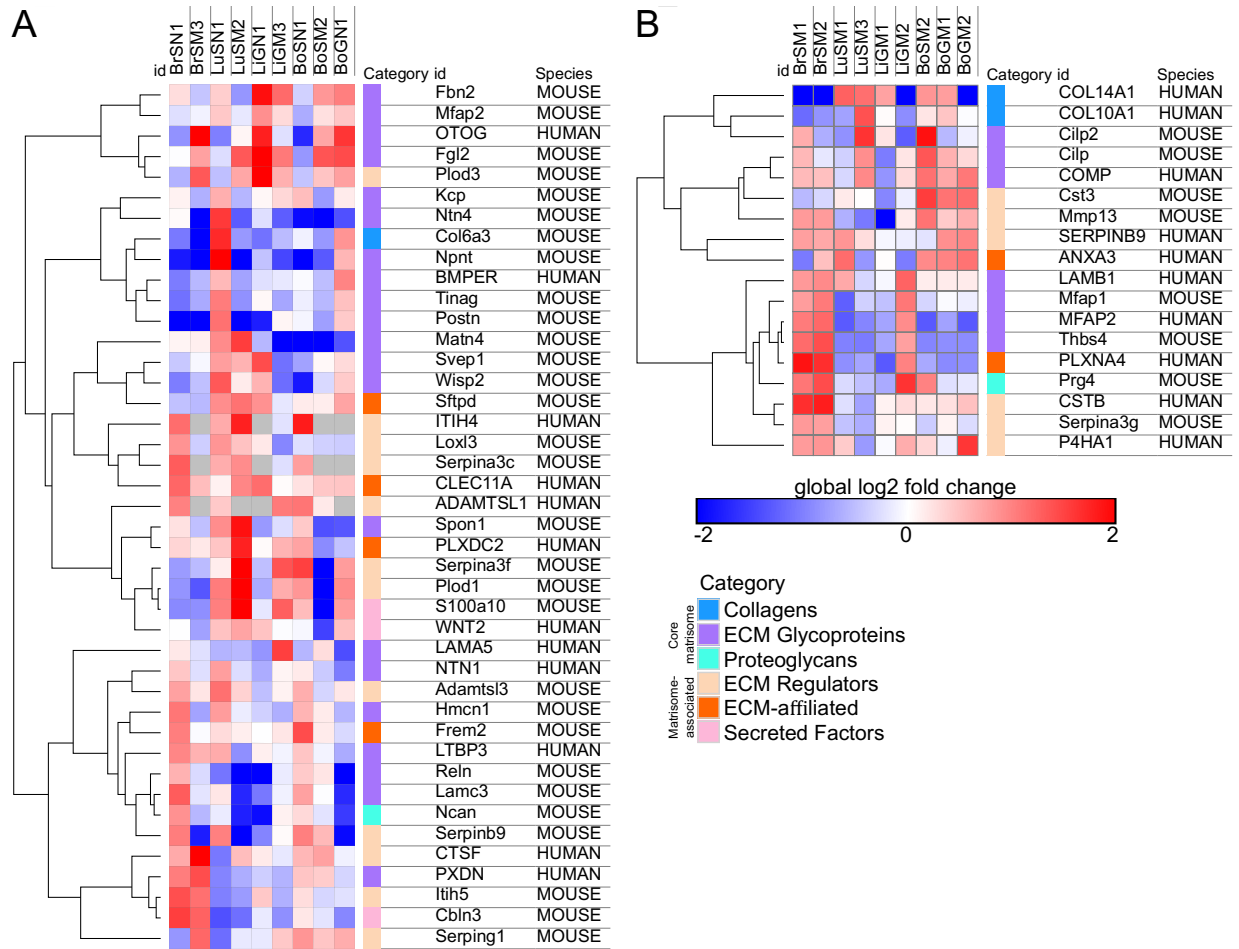 A
id BrSN1 BrSM3 LuSN1 LuSM2 LiGN1 LiGM3 BoSN1 BoSM2 BoGN1 Category id Species
Fbn2 MOUSE
Mfap2 MOUSE
OTOG HUMAN
Fgl2 MOUSE
Plod3 MOUSE
Kcp MOUSE
Ntn4 MOUSE
Col6a3 MOUSE
Npnt MOUSE
BMPER HUMAN
Tinag MOUSE
Postn MOUSE
Matn4 MOUSE
Svep1 MOUSE
Wisp2 MOUSE
Sftpd MOUSE
ITIH4 HUMAN
Loxl3 MOUSE
Serpina3c MOUSE
CLEC11A HUMAN
ADAMTSL1 HUMAN
Spon1 MOUSE
PLXDC2 HUMAN
Serpina3f MOUSE
Plod1 MOUSE
S100a10 MOUSE
WNT2 HUMAN
LAMA5 HUMAN
NTN1 HUMAN
Adamtsl3 MOUSE
Hmcn1 MOUSE
Frem2 MOUSE
LTBP3 HUMAN
Reln MOUSE
Lamc3 MOUSE
Ncan MOUSE
Serpinb9 MOUSE
CTSF HUMAN
PXDN HUMAN
Itih5 MOUSE
Cbln3 MOUSE
Serping1 MOUSE
B
id BrSM1 BrSM2 LuSM1 LuSM3 LiGM1 LiGM2 BoSM2 BoGM1 BoGM2 Category id Species
COL14A1 HUMAN
COL10A1 HUMAN
Cilp2 MOUSE
Cilp MOUSE
COMP HUMAN
Cst3 MOUSE
Mmp13 MOUSE
SERPINB9 HUMAN
ANXA3 HUMAN
LAMB1 HUMAN
Mfap1 MOUSE
MFAP2 HUMAN
Thbs4 MOUSE
PLXNA4 HUMAN
Prg4 MOUSE
CSTB HUMAN
Serpina3g MOUSE
P4HA1 HUMAN
global log2 fold change
-2 0 2
Category
Core matrisome
Collagens
ECM Glycoproteins
Proteoglycans
Matrisome-associated
ECM Regulators
ECM-affiliated
Secreted Factors